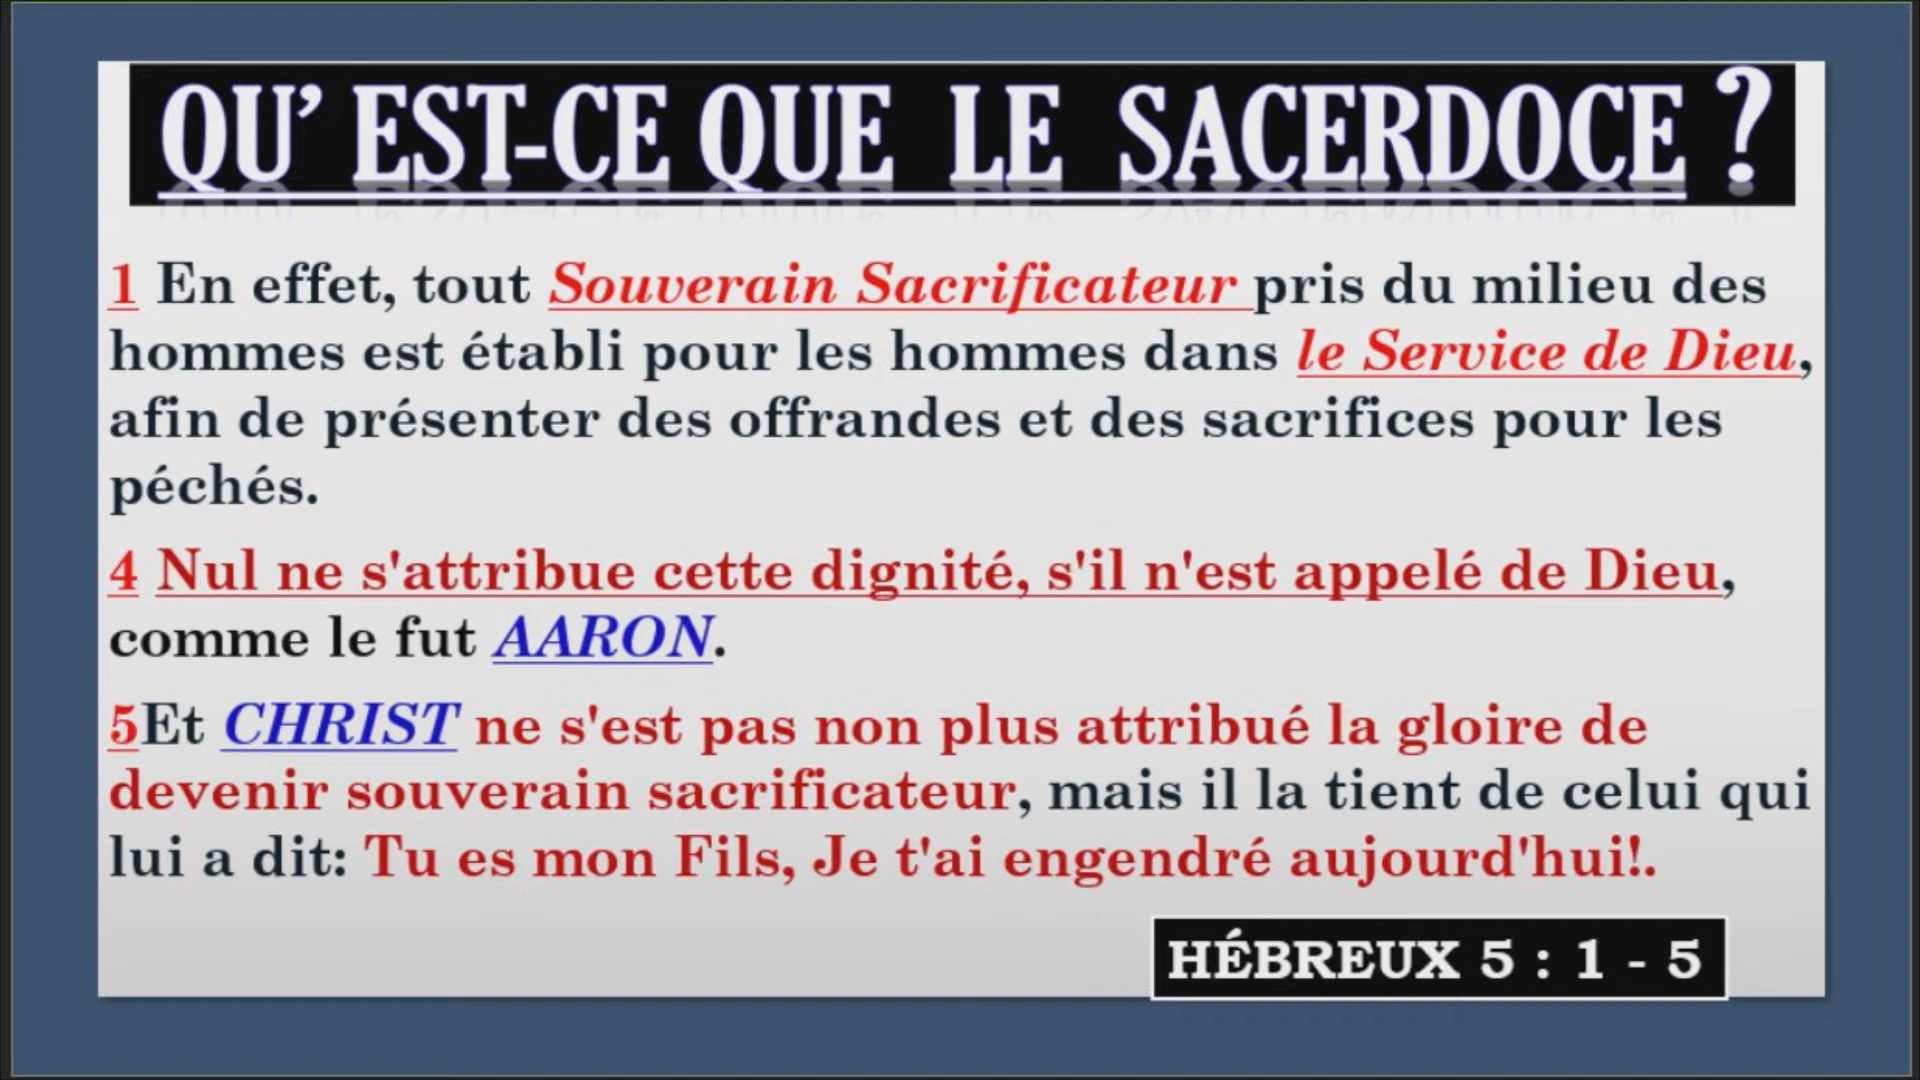 QU' EST-CE QUE LE SACERDOCE ?
1 En effet, tout Souverain Sacrificateur pris du milieu des
hommes est établi pour les hommes dans le Service de Dieu,
afin de présenter des offrandes et des sacrifices pour les
péchés.
4 Nul ne s'attribue cette dignité, s'il n'est appelé de Dieu,
comme le fut AARON.
5Et CHRIST ne s'est pas non plus attribué la gloire de
devenir souverain sacrificateur, mais il la tient de celui qui
lui a dit: Tu es mon Fils, Je t'ai engendré aujourd'hui!.
HÉBREUX 5 : 1 - 5